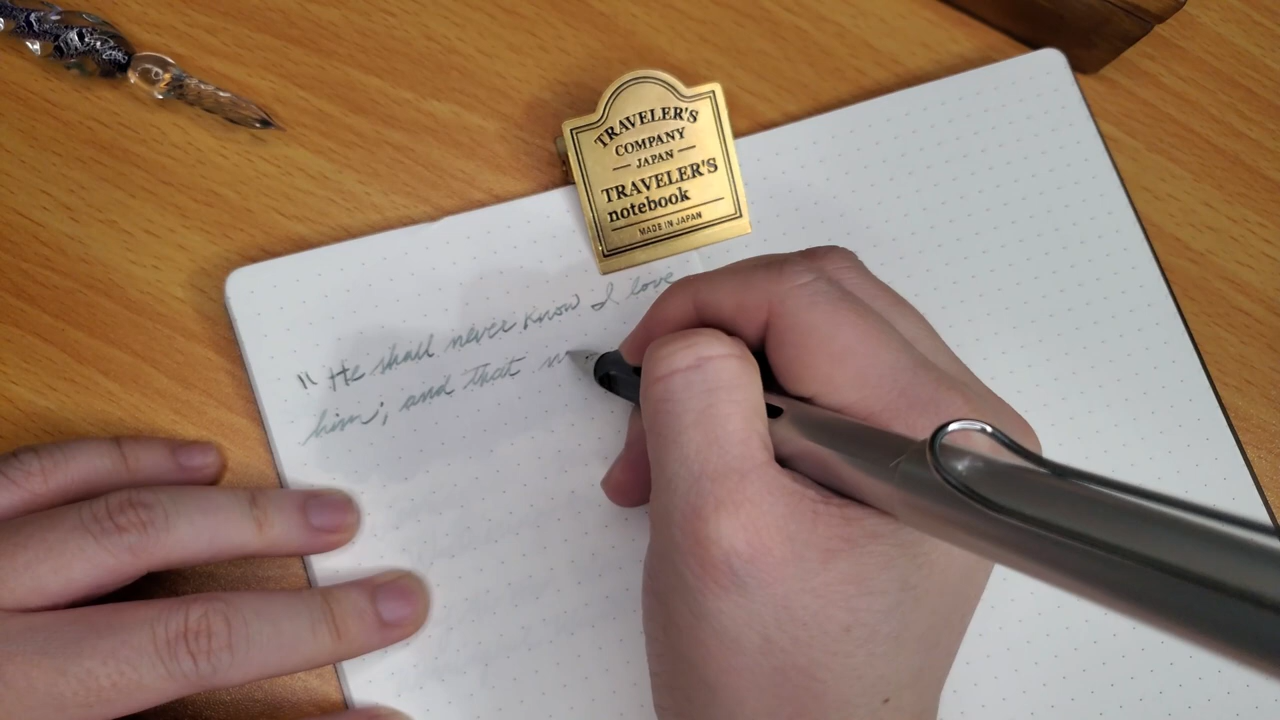 TRAVELER'S
COMPANY
JAPAN
TRAVELER'S
notebook
MADE IN JAPAN
"He shall never know I love
him; and that